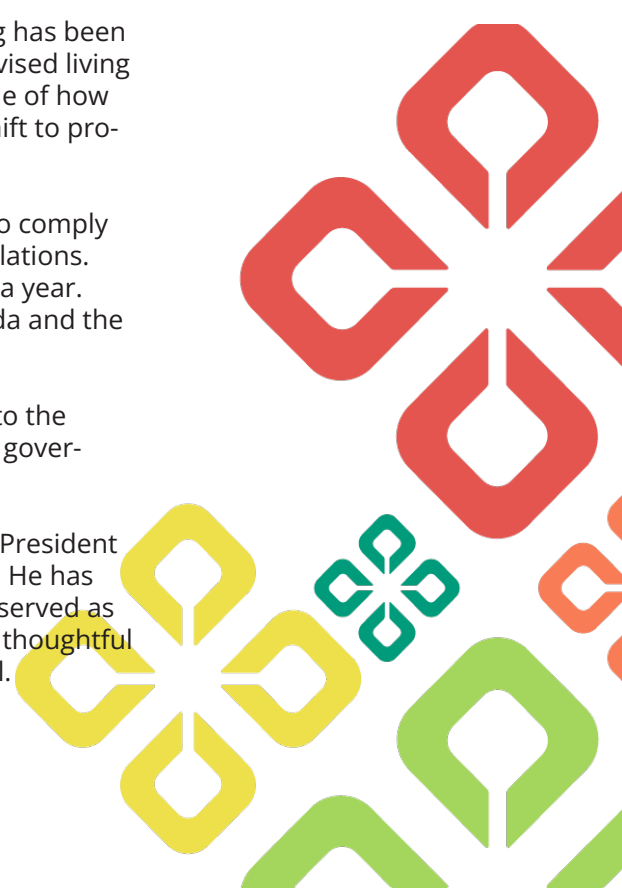 g has been
vised living
e of how
ift to pro-
o comply
lations.
a year.
da and the
to the
gover-
President
He has
served as
thoughtful
l.